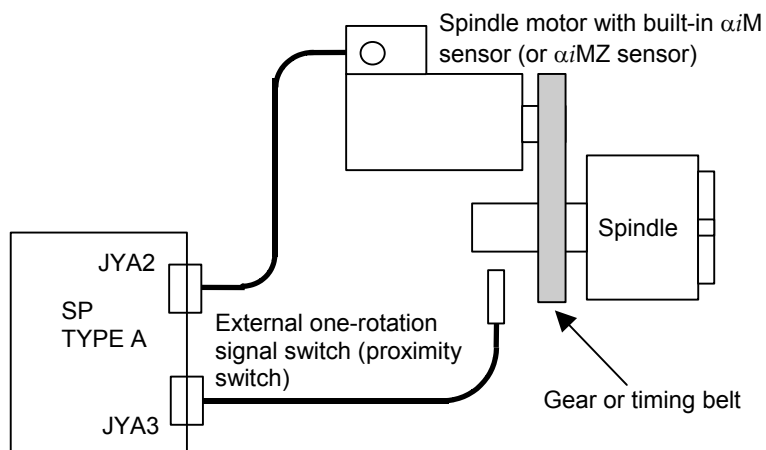 Spindle motor with built-in αiM
sensor (or αiMZ sensor)
Spindle
JYA2
SP
TYPE A
External one-rotation
signal switch (proximity
switch)
Gear or timing belt
JYA3